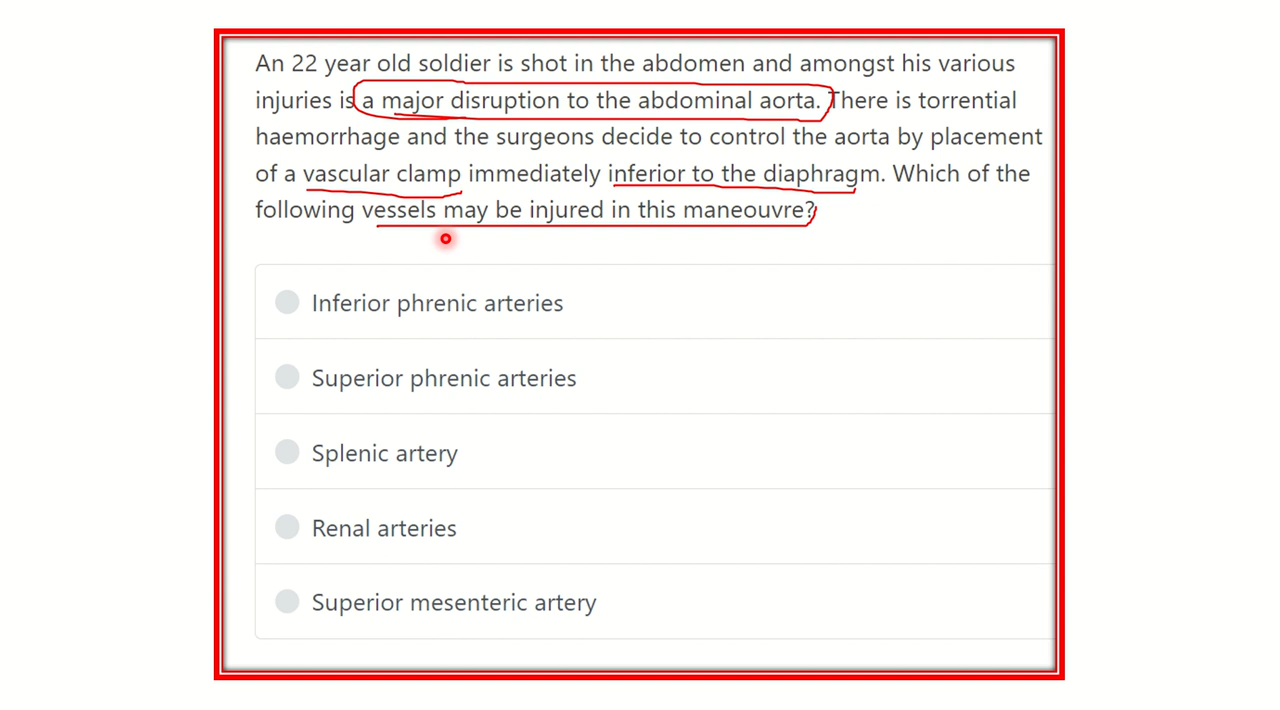 An 22 year old soldier is shot in the abdomen and amongst his various
injuries is a major disruption to the abdominal aorta. There is torrential
haemorrhage and the surgeons decide to control the aorta by placement
of a vascular clamp immediately inferior to the diaphragm. Which of the
following vessels may be injured in this maneouvre?
Inferior phrenic arteries
Superior phrenic arteries
Splenic artery
Renal arteries
Superior mesenteric artery